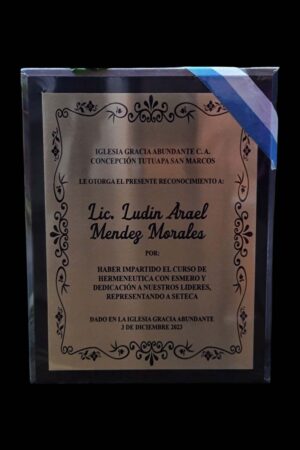 IGLESIA GRACIA ABUNDANTE C. A.
CONCEPCIÓN TUTUAPA SAN MARCOS
LE OTORGA EL PRESENTE RECONOCIMIENTO A:
Lic. Ludin Árael
Mendez Morales
POR:
HABER IMPARTIDO EL CURSO DE
HERMENEUTICA CON ESMERO Y
DEDICACIÓN A NUESTROS LIDERES,
REPRESENTANDO A SETECA
DADO EN LA IGLESIA GRACIA ABUNDANTE
3 DE DICIEMBRE 2023